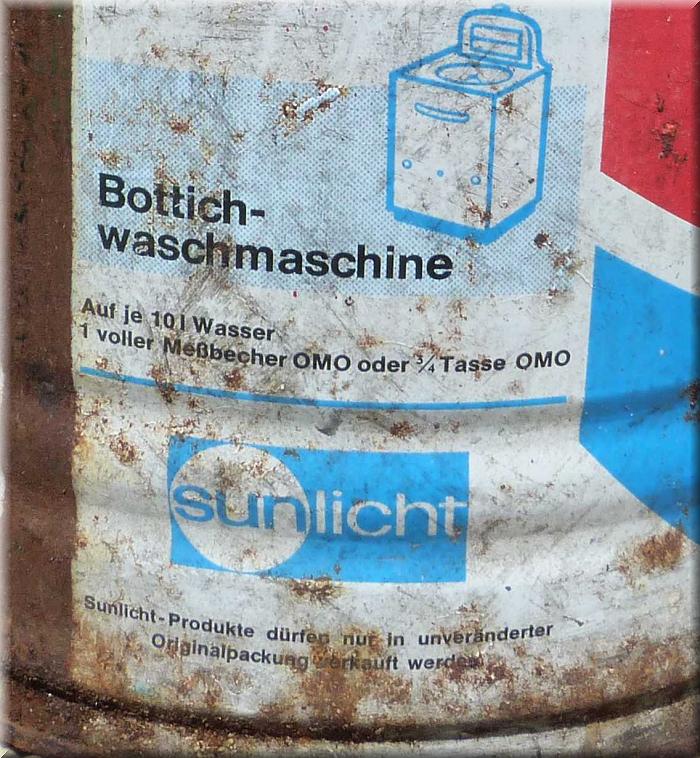 Bottich-
waschmaschine
Auf je 10 l Wasser
1 voller Meßbecher OMO oder ¾ Tasse OMO
sunlicht
Sunlicht-Produkte dürfen nur in unveränderter
Originalpackung verkauft werden